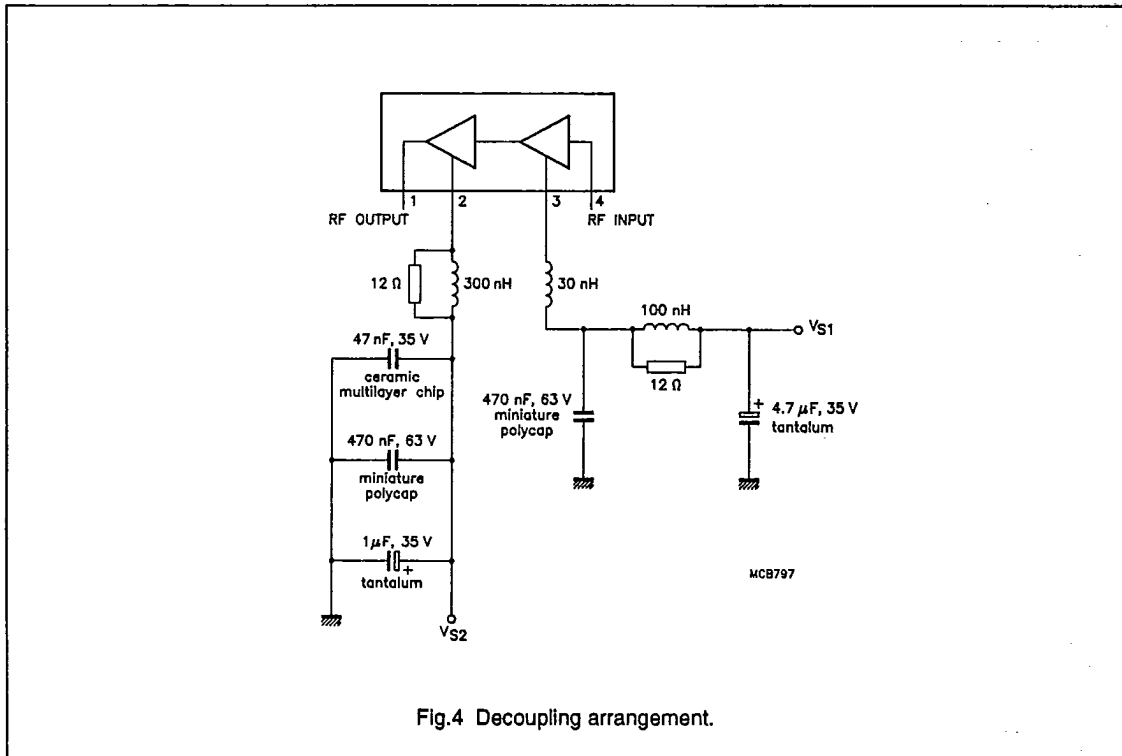 1
2
3
4
RF OUTPUT
RF INPUT
12 Ω
300 nH
30 nH
100 nH
VS1
12 Ω
47 nF, 35 V
ceramic
multilayer chip
470 nF, 63 V
miniature
polycap
4.7 µF, 35 V
tantalum
+
470 nF, 63 V
miniature
polycap
1 µF, 35 V
+
tantalum
VS2
MCB797
Fig.4 Decoupling arrangement.